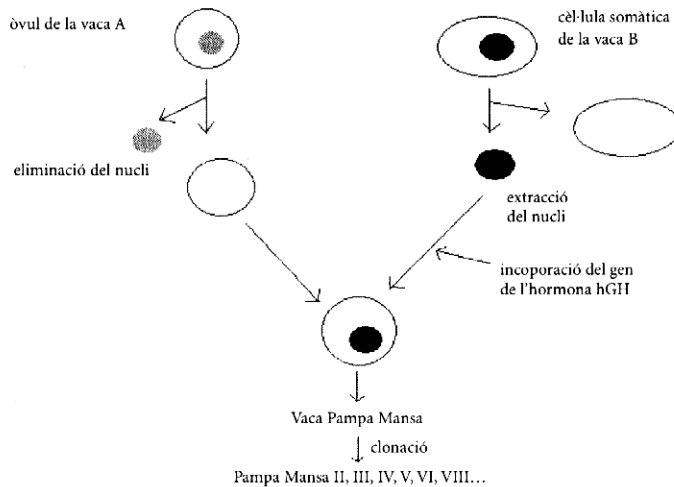 òvul de la vaca A
cèl·lula somàtica
de la vaca B
eliminació del nucli
extracció
del nucli
incoporació del gen
de l'hormona hGH
Vaca Pampa Mansa
clonació
Pampa Mansa II, III, IV, V, VI, VIII...